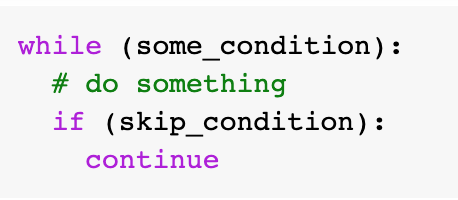 while (some_condition):
  # do something
  if (skip_condition):
    continue